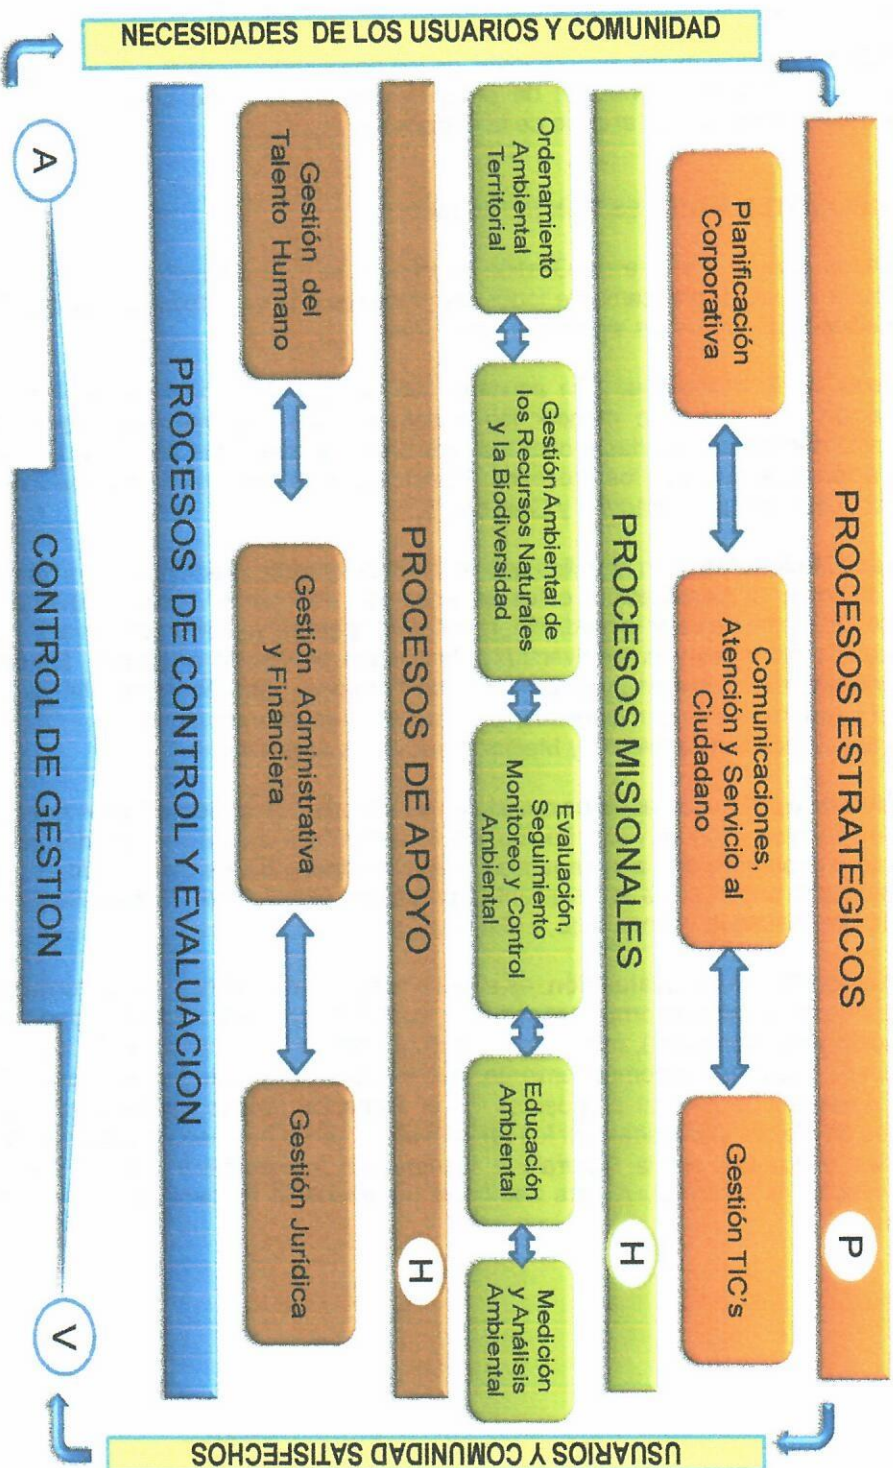 NECESIDADES DE LOS USUARIOS Y COMUNIDAD
PROCESOS ESTRATEGICOS
P
Planificación
Corporativa
Comunicaciones,
Atención y Servicio al
Ciudadano
Gestión TIC's
PROCESOS MISIONALES
H
Ordenamiento
Ambiental
Territorial
Gestión Ambiental de
los Recursos Naturales
y la Biodiversidad
Evaluación,
Seguimiento
Monitoreo y Control
Ambiental
Educación
Ambiental
Medición
y Análisis
Ambiental
PROCESOS DE APOYO
H
Gestión del
Talento Humano
Gestión Administrativa
y Financiera
Gestión Jurídica
PROCESOS DE CONTROL Y EVALUACION
A
CONTROL DE GESTION
V
USUARIOS Y COMUNIDAD SATISFECHOS